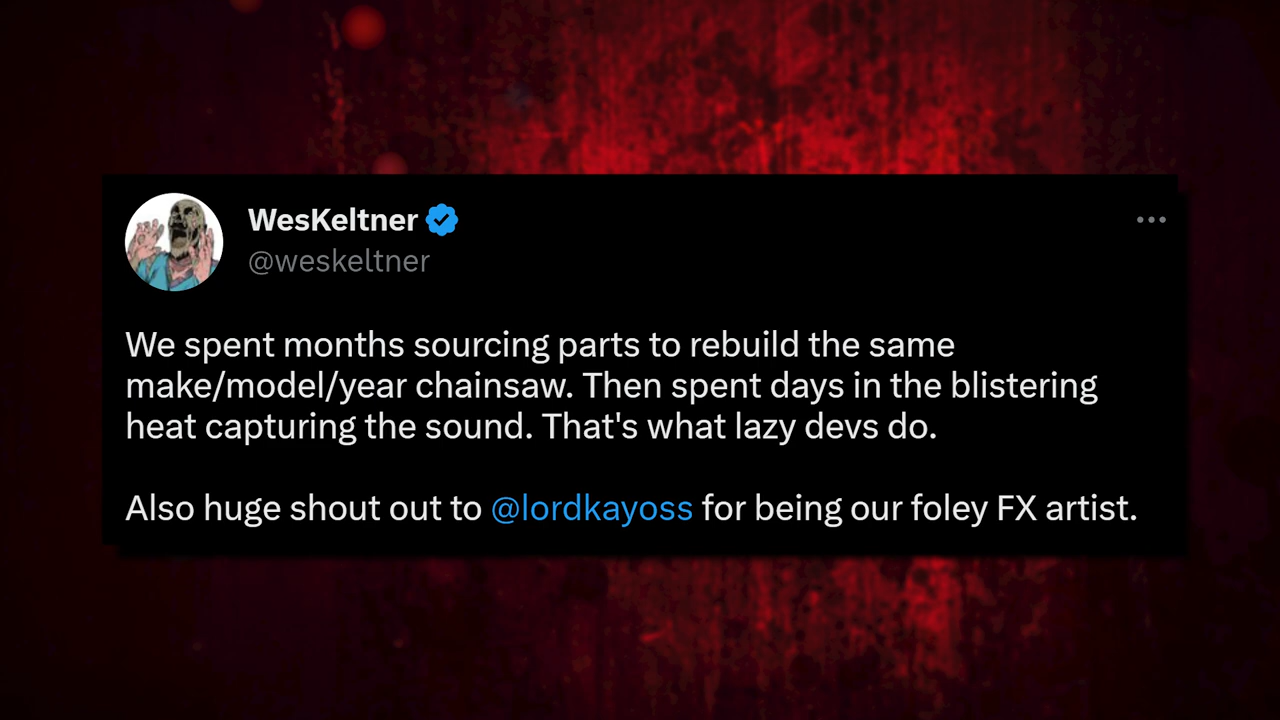 WesKeltner
@weskeltner
We spent months sourcing parts to rebuild the same
make/model/year chainsaw. Then spent days in the blistering
heat capturing the sound. That's what lazy devs do.
Also huge shout out to @lordkayoss for being our foley FX artist.